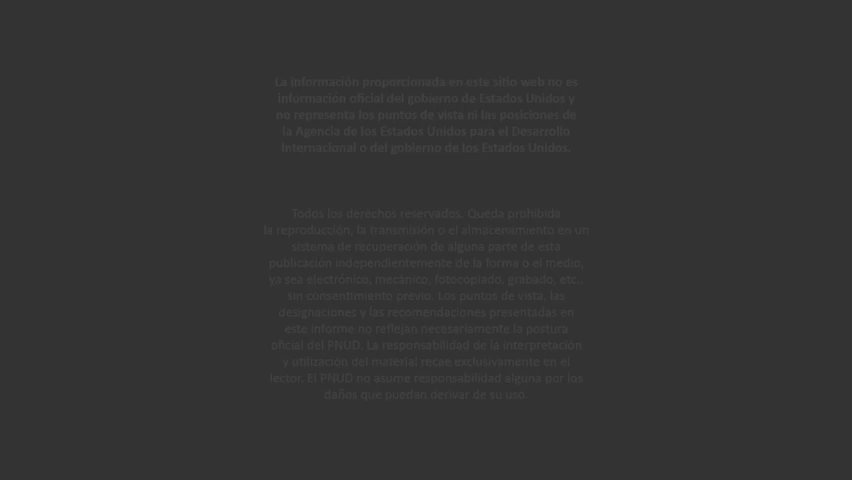 La Información proporcionada en este sitio web no es
información oficial del gobierno de Estados Unidos y
no representa los puntos de vista ni las posiciones de
la Agencia de los Estados Unidos para el Desarrollo
Internacional o del gobierno de los Estados Unidos.
Todos los derechos reservados. Queda prohibida
la reproducción, la transmisión o el almacenamiento en un
sistema de recuperación de alguna parte de esta
publicación independientemente de la forma o el medio,
ya sea electrónico, mecánico, fotocopiado, grabado, etc.,
sin consentimiento previo. Los puntos de vista, las
designaciones y las recomendaciones presentadas en
este informe no reflejan necesariamente la postura
oficial del PNUD. La responsabilidad de la interpretación
y utilización del material recae exclusivamente en el
lector. El PNUD no asume responsabilidad alguna por los
daños que puedan derivar de su uso.